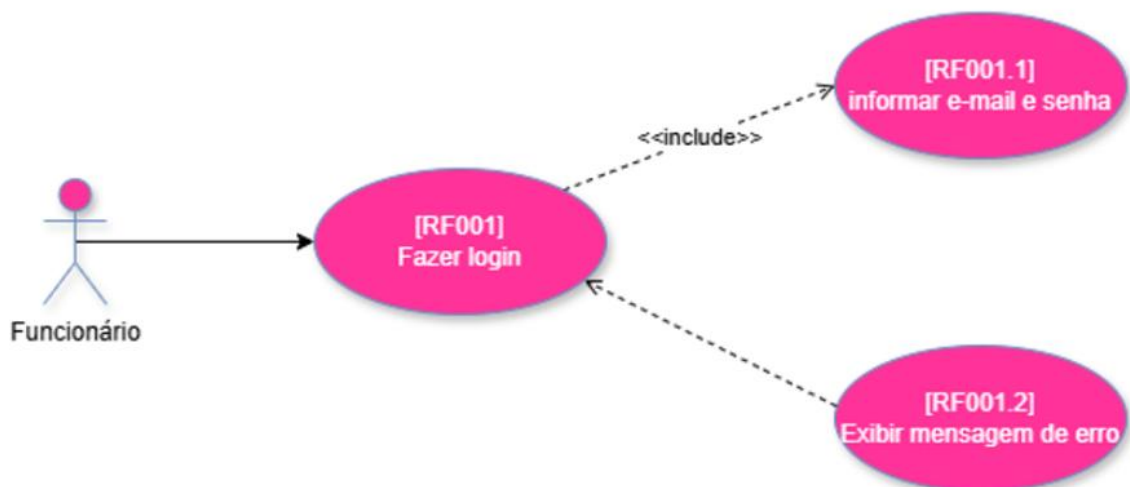 [RF001.1]
informar e-mail e senha
<<include>>
[RF001]
Fazer login
Funcionário
[RF001.2]
Exibir mensagem de erro